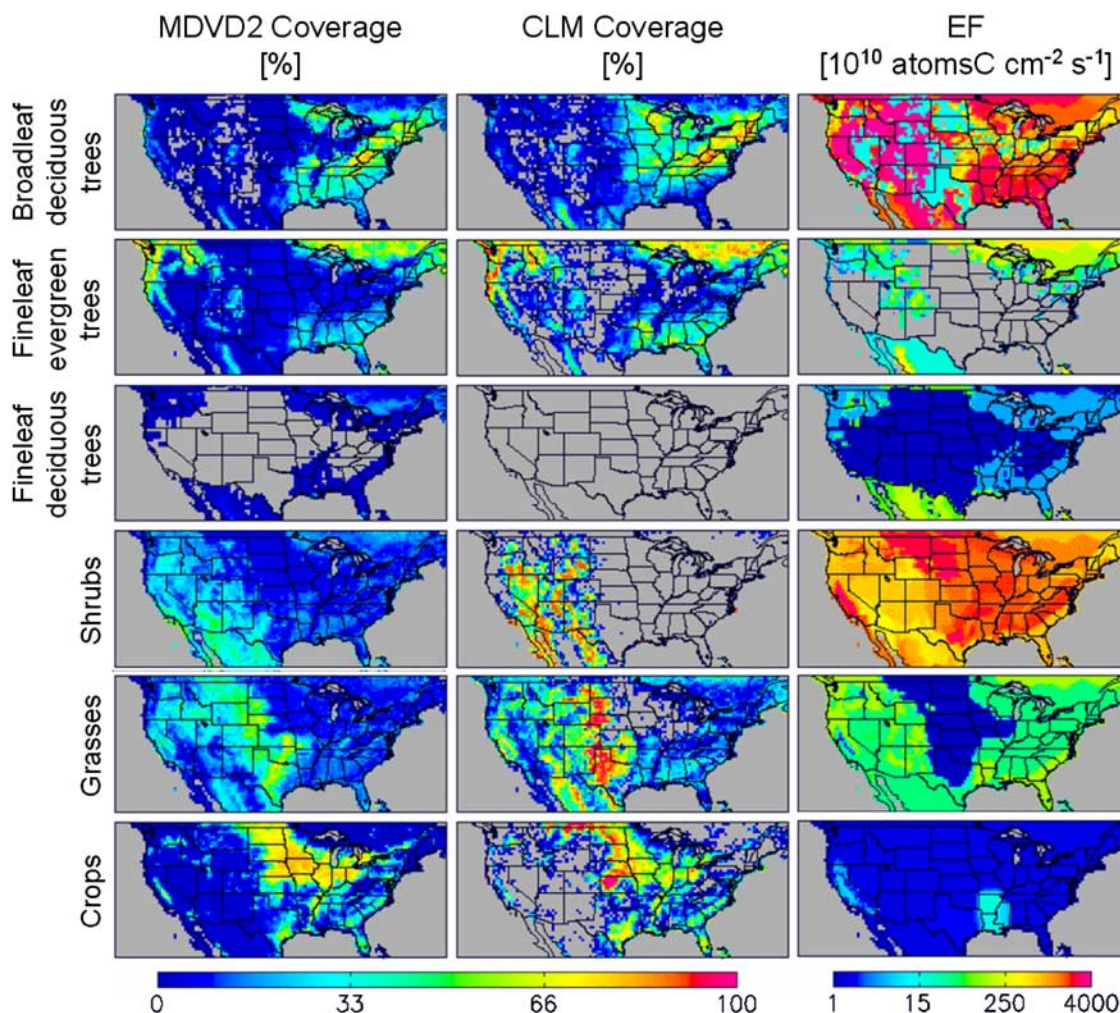 MDVD2 Coverage
[%]
CLM Coverage
[%]
EF
[10¹⁰ atomsC cm⁻² s⁻¹]
Broadleaf
deciduous
trees
Fineleaf
evergreen
trees
Fineleaf
deciduous
trees
Shrubs
Grasses
Crops
0 33 66 100
1 15 250 4000